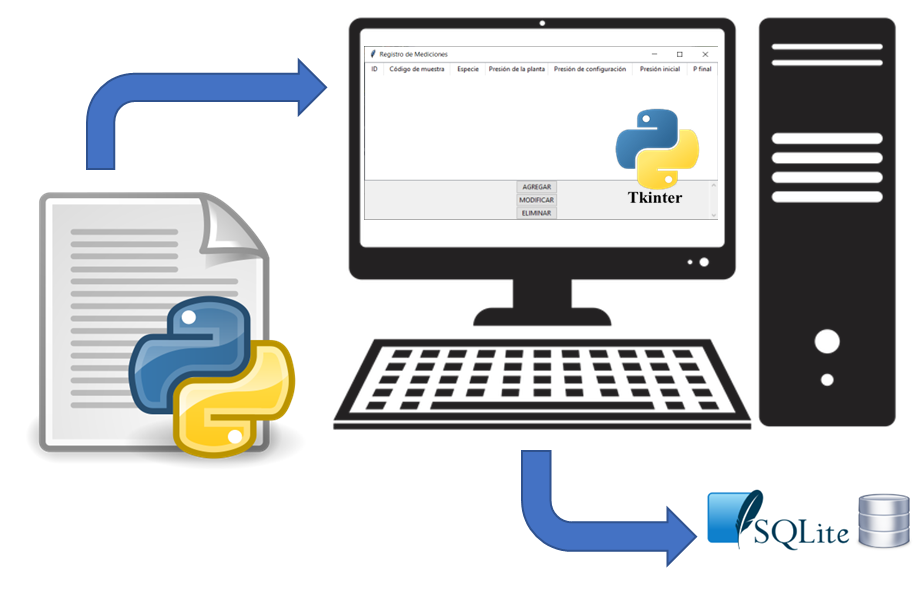 Registro de Mediciones
ID Código de muestra Especie Presión de la planta Presión de configuración Presión inicial P final
AGREGAR
MODIFICAR
ELIMINAR
Tkinter
SQLite